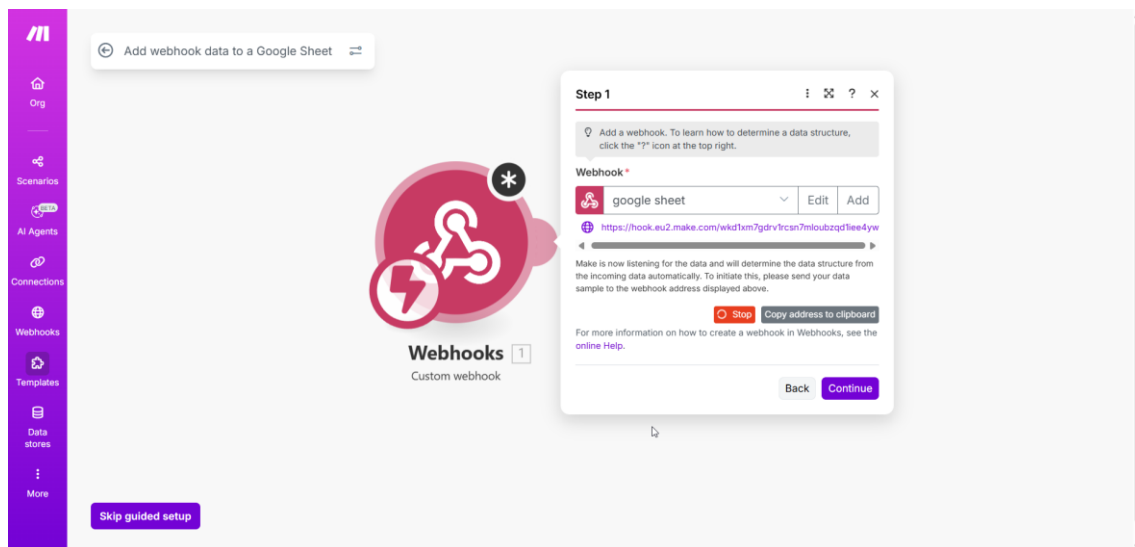 Add webhook data to a Google Sheet
Org
Scenarios
BETA
AI Agents
Connections
Webhooks
Templates
Data
stores
More
Skip guided setup
Webhooks 1
Custom webhook
Step 1
?
Add a webhook. To learn how to determine a data structure,
click the "?" icon at the top right.
Webhook*
google sheet
Edit
Add
https://hook.eu2.make.com/wkd1xm7gdrv1rcsn7mloubzqd1iee4yw
Make is now listening for the data and will determine the data structure from
the incoming data automatically. To initiate this, please send your data
sample to the webhook address displayed above.
Stop
Copy address to clipboard
For more information on how to create a webhook in Webhooks, see the
online Help.
Back
Continue